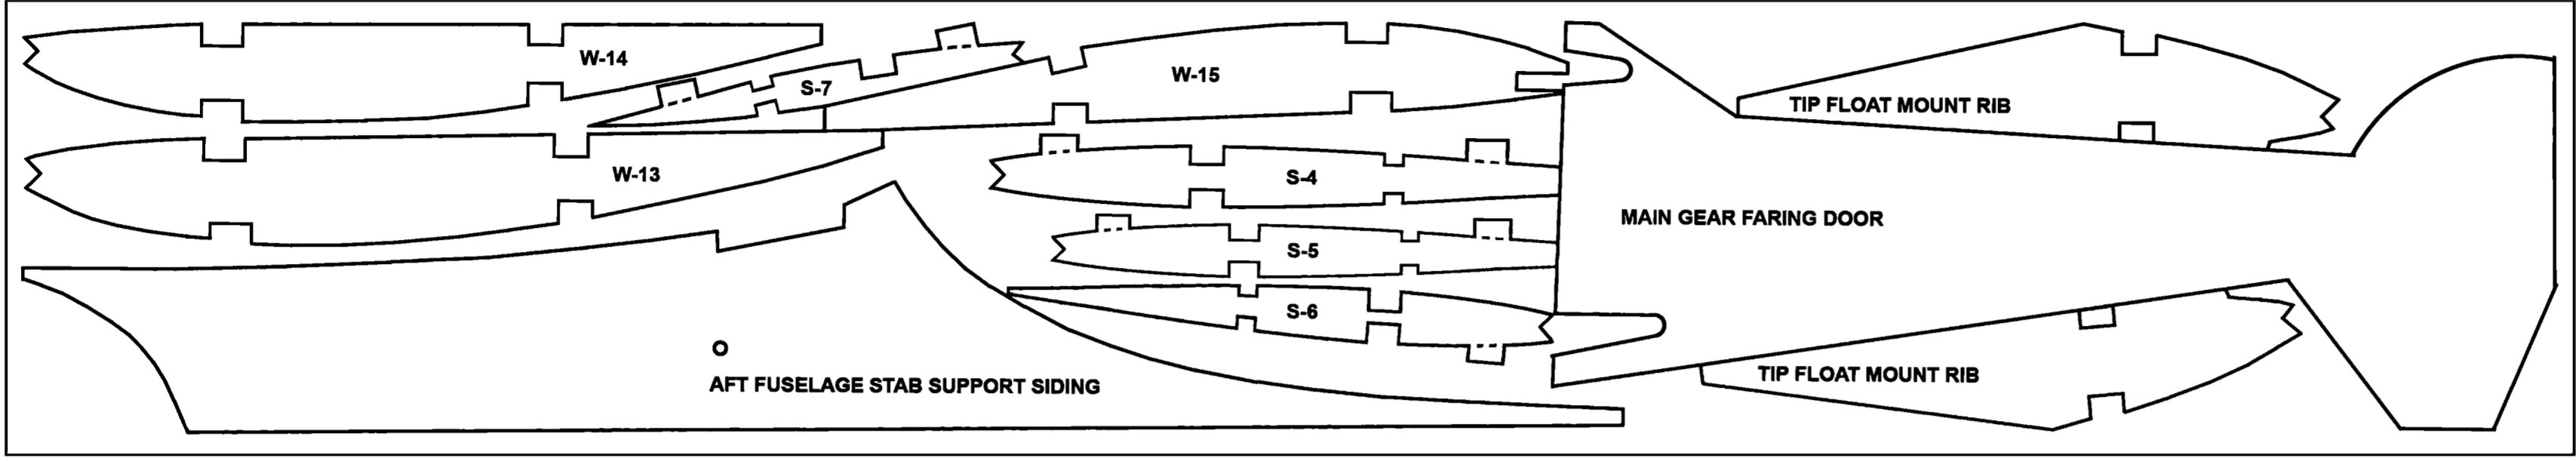 W-14
S-7
W-15
TIP FLOAT MOUNT RIB
W-13
S-4
MAIN GEAR FARING DOOR
S-5
S-6
AFT FUSELAGE STAB SUPPORT SIDING
TIP FLOAT MOUNT RIB